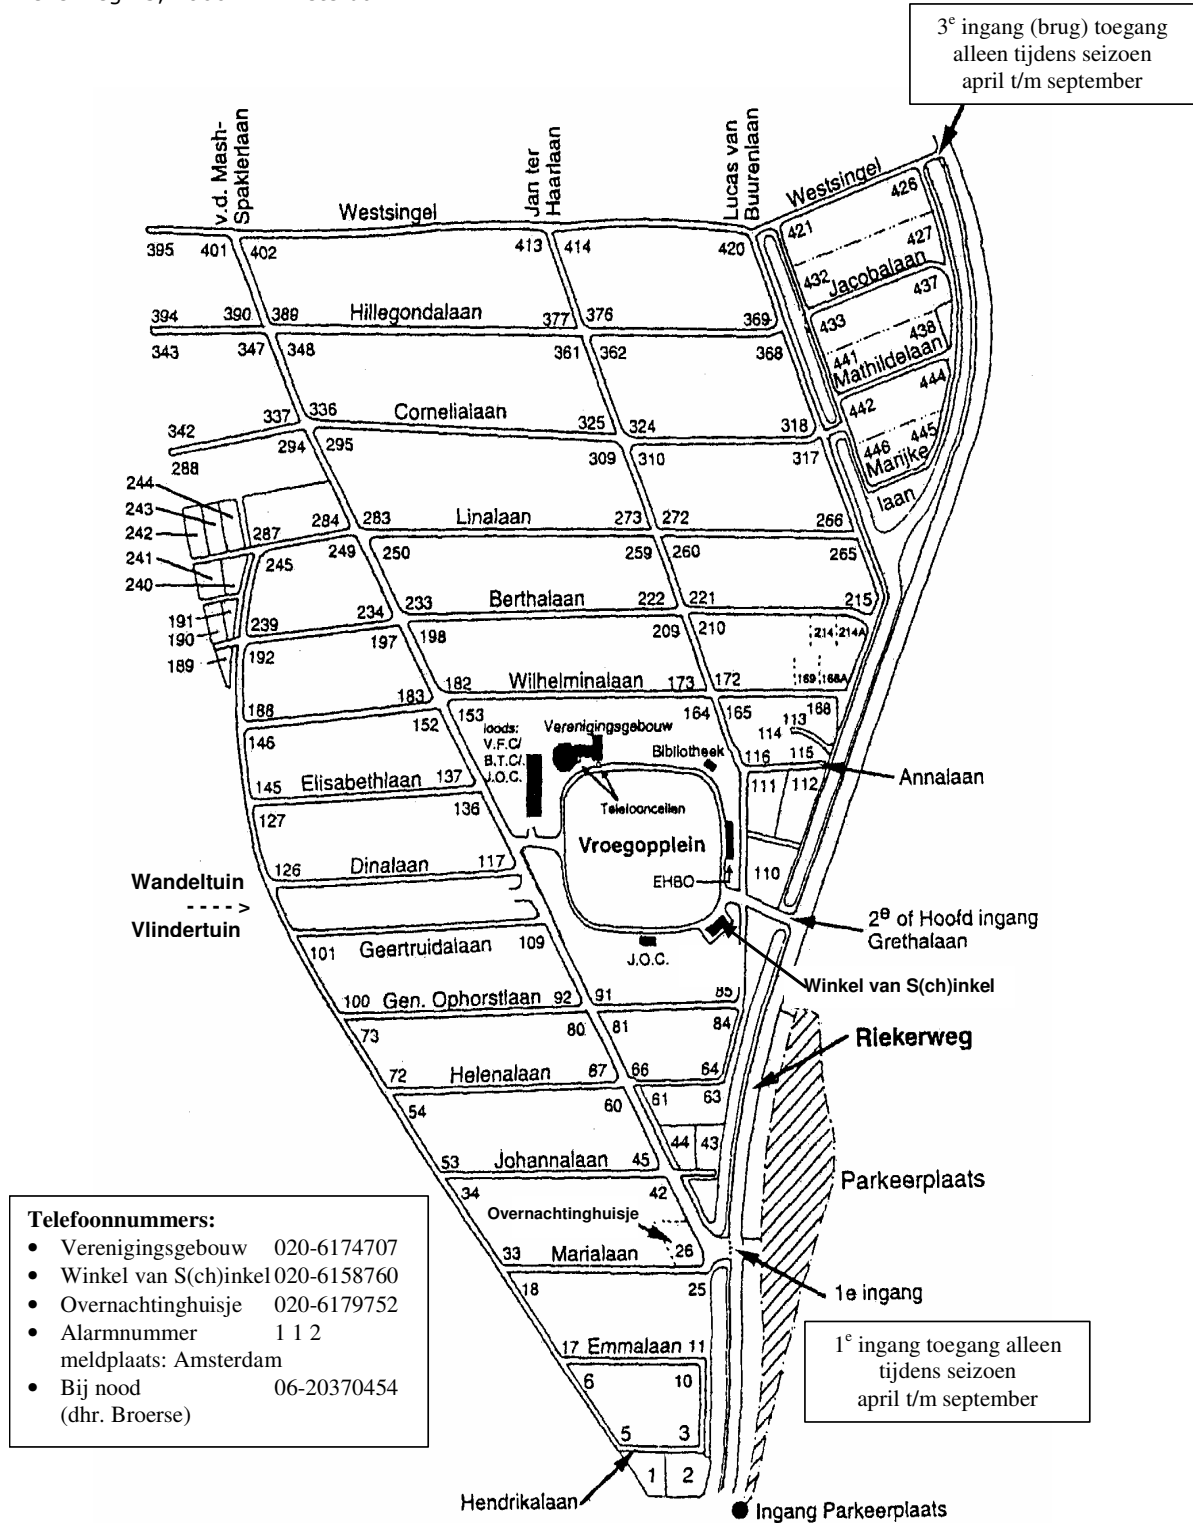 3e ingang (brug) toegang
alleen tijdens seizoen
april t/m september
v.d. Mash-
Spaklerlaan
Jan ter
Haarlaan
Lucas van
Buurenlaan
Westsingel
Westsingel
395 401 402 413 414 420 421 426
427
432 Jacobalaan
437
394 390 389 Hillegondalaan 377 376 369 433
438
343 347 348 361 362 368 441
Mathildelaan
444
442
342 337 336 Cornelialaan 325 324 318
445
446
Marijke
laan
288 294 295 309 310 317
244
243
242
287 284 283 Linalaan 273 272 266
241
240
245 249 250 259 260 265
191
190
189
239 234 233 Berthalaan 222 221 215
192 197 198 209 210 214 214A
169 168A
188 183 182 Wilhelminalaan 173 172
146 152 153 164 165 168
113
114
loods:
V.F.C/
B.T.C/.
J.O.C.
Verenigingsgebouw
Bibliotheek
116 115
Annalaan
145 Elisabethlaan 137
111 112
Telefooncellen
127 136
Vroegopplein
126 Dinalaan 117
EHBO
110
Wandeltuin
---->
Vlindertuin
2e of Hoofd ingang
Grethalaan
101 Geertruidalaan 109
J.O.C.
Winkel van S(ch)inkel
100 Gen. Ophorstlaan 92 91 85
73 80 81 84
Riekerweg
72 Helenalaan 67 66 64
54 60 61 63
44 43
53 Johannalaan 45
Parkeerplaats
34 42
Overnachtinghuisje
33 Marialaan 26
18 25
1e ingang
17 Emmalaan 11
6 10
5 3
1 2
Hendrikalaan
Ingang Parkeerplaats
1e ingang toegang alleen
tijdens seizoen
april t/m september
Telefoonnummers:
• Verenigingsgebouw 020-6174707
• Winkel van S(ch)inkel 020-6158760
• Overnachtinghuisje 020-6179752
• Alarmnummer 1 1 2
meldplaats: Amsterdam
• Bij nood 06-20370454
(dhr. Broerse)